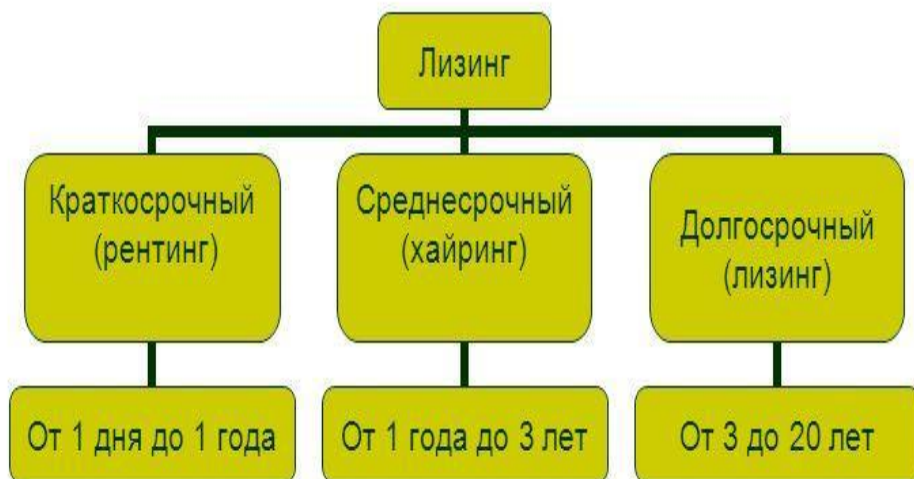 Лизинг
Краткосрочный
(рентинг)
Среднесрочный
(хайринг)
Долгосрочный
(лизинг)
От 1 дня до 1 года
От 1 года до 3 лет
От 3 до 20 лет